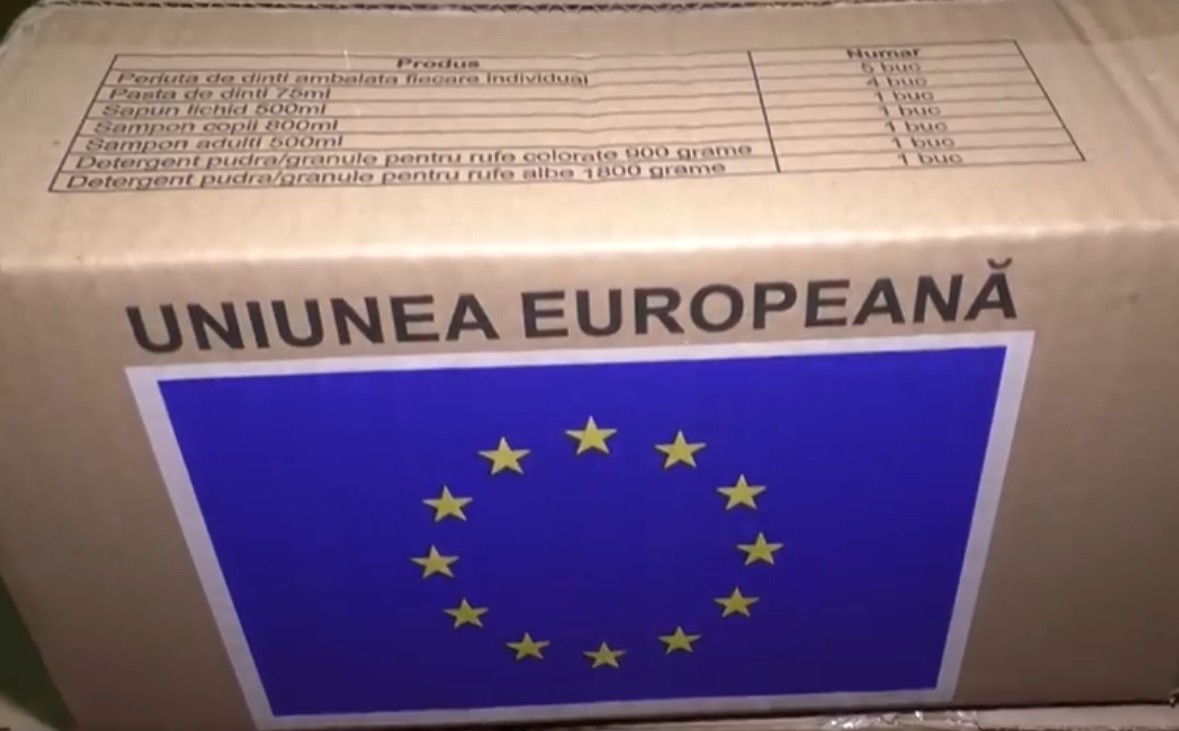 Produs Numar
Periuta de dinti ambalata fiecare individual 5 buc
Pasta de dinti 75ml 4 buc
Sapun lichid 500ml 1 buc
Sampon copii 800ml 1 buc
Sampon adulti 500ml 1 buc
Detergent pudra/granule pentru rufe colorate 900 grame 1 buc
Detergent pudra/granule pentru rufe albe 1800 grame 1 buc
UNIUNEA EUROPEANĂ